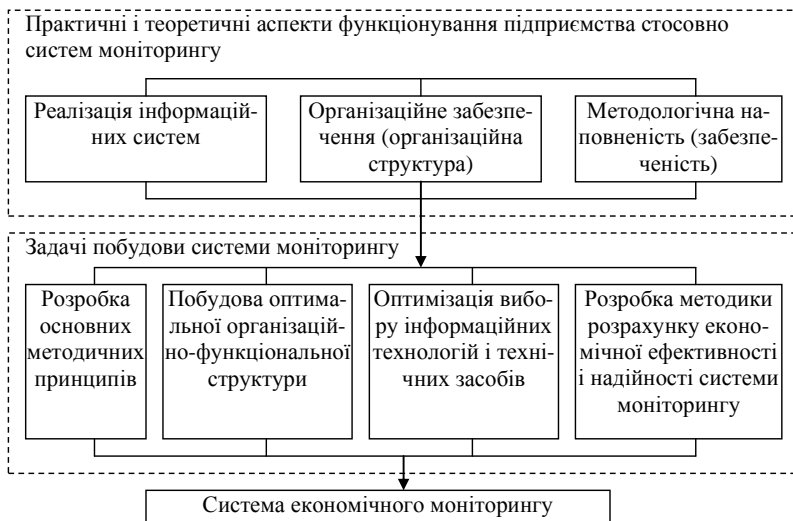 Практичні і теоретичні аспекти функціонування підприємства стосовно
систем моніторингу
Реалізація інформацій-
них систем
Організаційне забезпе-
чення (організаційна
структура)
Методологічна на-
повненість (забезпе-
ченість)
Задачі побудови системи моніторингу
Розробка
основних
методичних
принципів
Побудова оптима-
льної організацій-
но-функціональної
структури
Оптимізація вибо-
ру інформаційних
технологій і техні-
чних засобів
Розробка методики
розрахунку еконо-
мічної ефективності
і надійності системи
моніторингу
Система економічного моніторингу